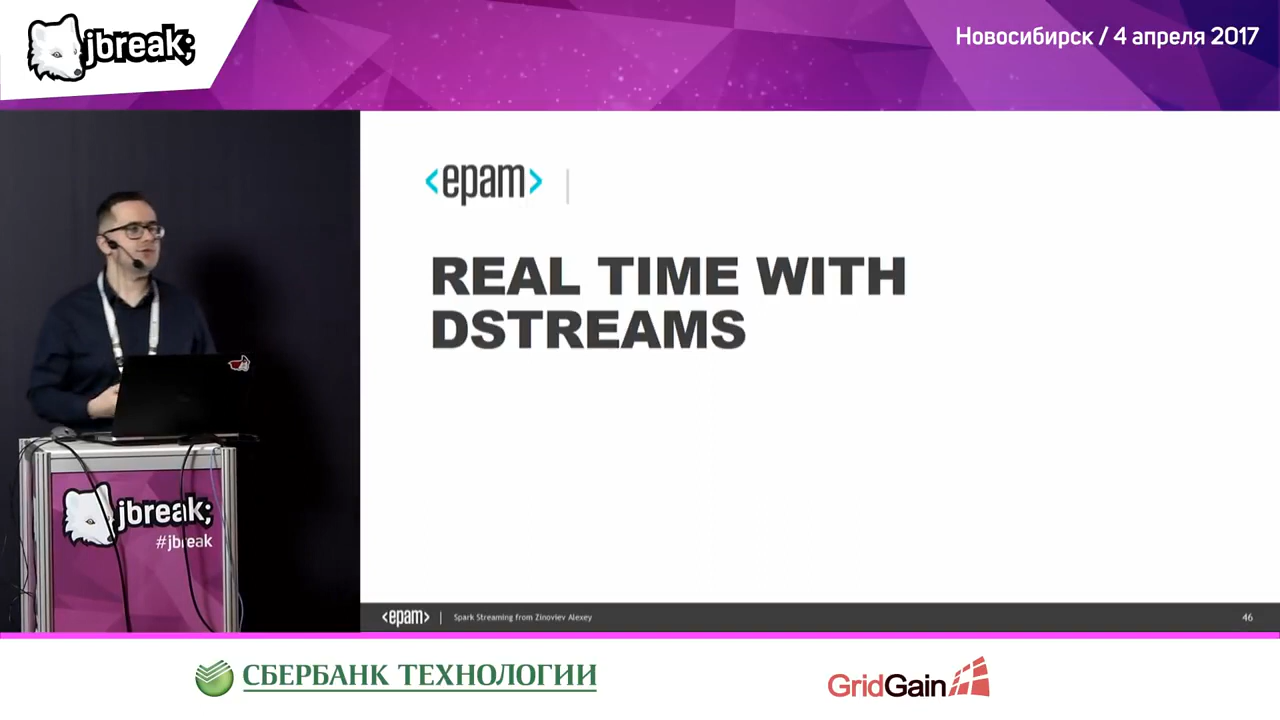 jbreak;
Новосибирск / 4 апреля 2017
<epam>
REAL TIME WITH
DSTREAMS
jbreak;
#jbreak
<epam> | Spark Streaming from Zinoviev Alexey
46
СБЕРБАНК ТЕХНОЛОГИИ
GridGain